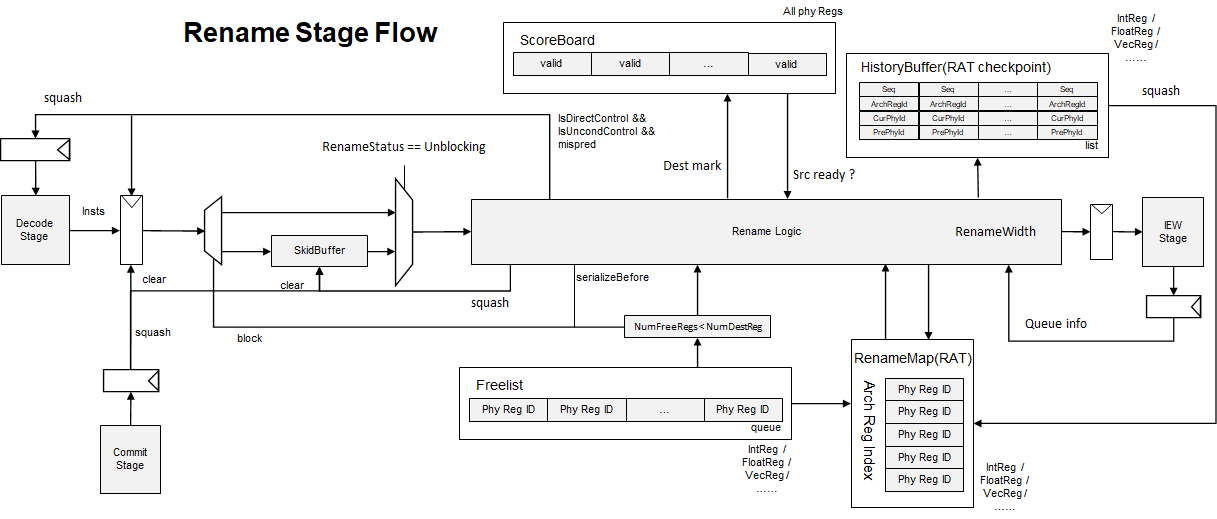 Rename Stage Flow
All phy Regs
ScoreBoard
valid valid ... valid
IntReg /
FloatReg /
VecReg /
......
HistoryBuffer(RAT checkpoint)
Seq Seq ... Seq
ArchRegId ArchRegId ... ArchRegId
CurPhyId CurPhyId ... CurPhyId
PrePhyId PrePhyId ... PrePhyId
list
squash
squash
IsDirectControl &&
IsUncondControl &&
mispred
RenameStatus == Unblocking
Dest mark
Src ready ?
Decode
Stage
Insts
SkidBuffer
Rename Logic
RenameWidth
IEW
Stage
clear
clear
squash
serializeBefore
squash
block
NumFreeRegs < NumDestReg
Queue info
Freelist
Phy Reg ID Phy Reg ID ... Phy Reg ID
queue
IntReg /
FloatReg /
VecReg /
......
RenameMap(RAT)
Arch Reg Index
Phy Reg ID
Phy Reg ID
Phy Reg ID
Phy Reg ID
Phy Reg ID
IntReg /
FloatReg /
VecReg /
......
Commit
Stage